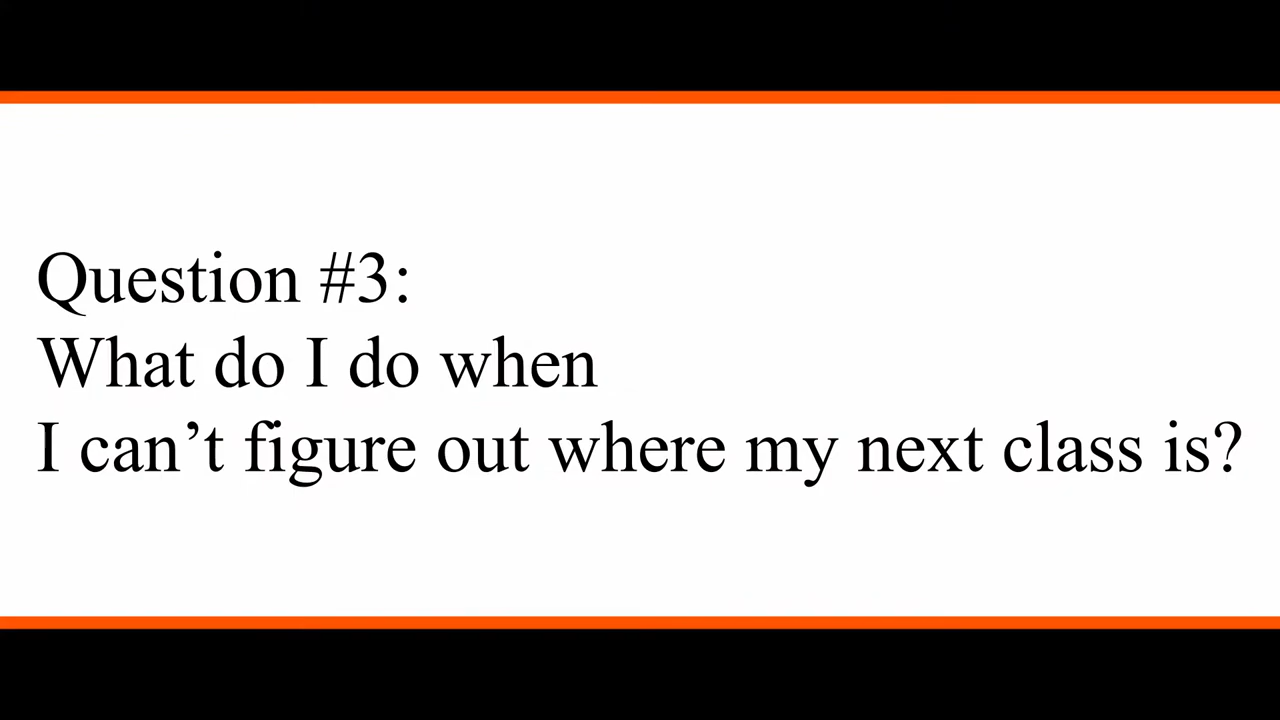 Question #3:
What do I do when
I can’t figure out where my next class is?